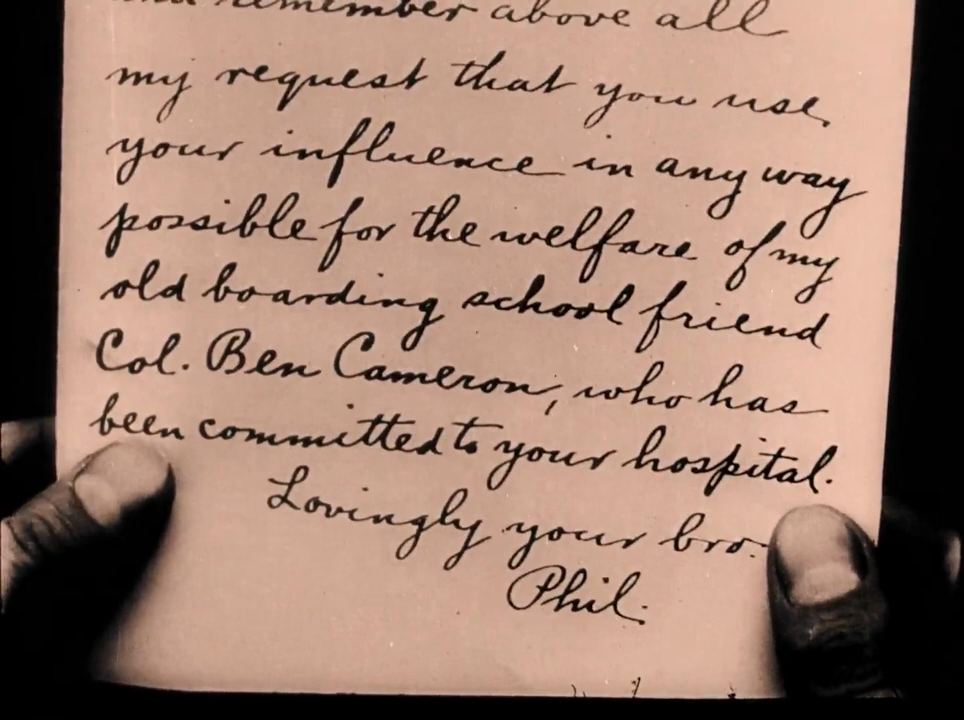 and remember above all
my request that you use
your influence in any way
possible for the welfare of my
old boarding school friend
Col. Ben Cameron, who has
been committed to your hospital.
Lovingly your bro.
Phil.